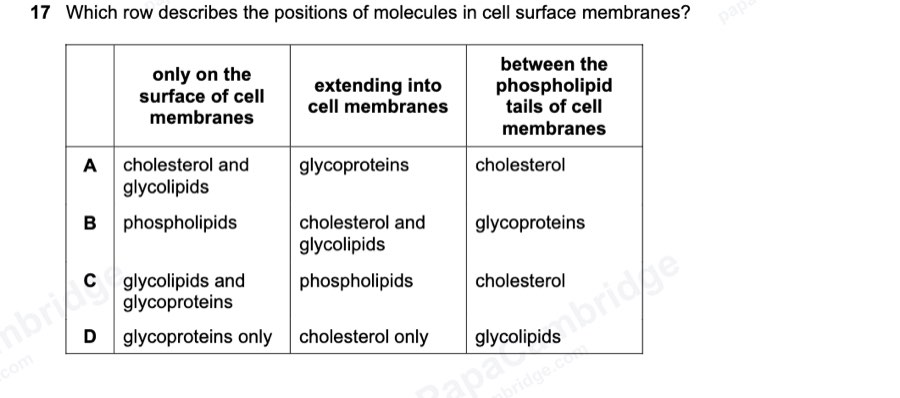 17 Which row describes the positions of molecules in cell surface membranes?
only on the surface of cell membranes | extending into cell membranes | between the phospholipid tails of cell membranes
A | cholesterol and glycolipids | glycoproteins | cholesterol
B | phospholipids | cholesterol and glycolipids | glycoproteins
C | glycolipids and glycoproteins | phospholipids | cholesterol
D | glycoproteins only | cholesterol only | glycolipids